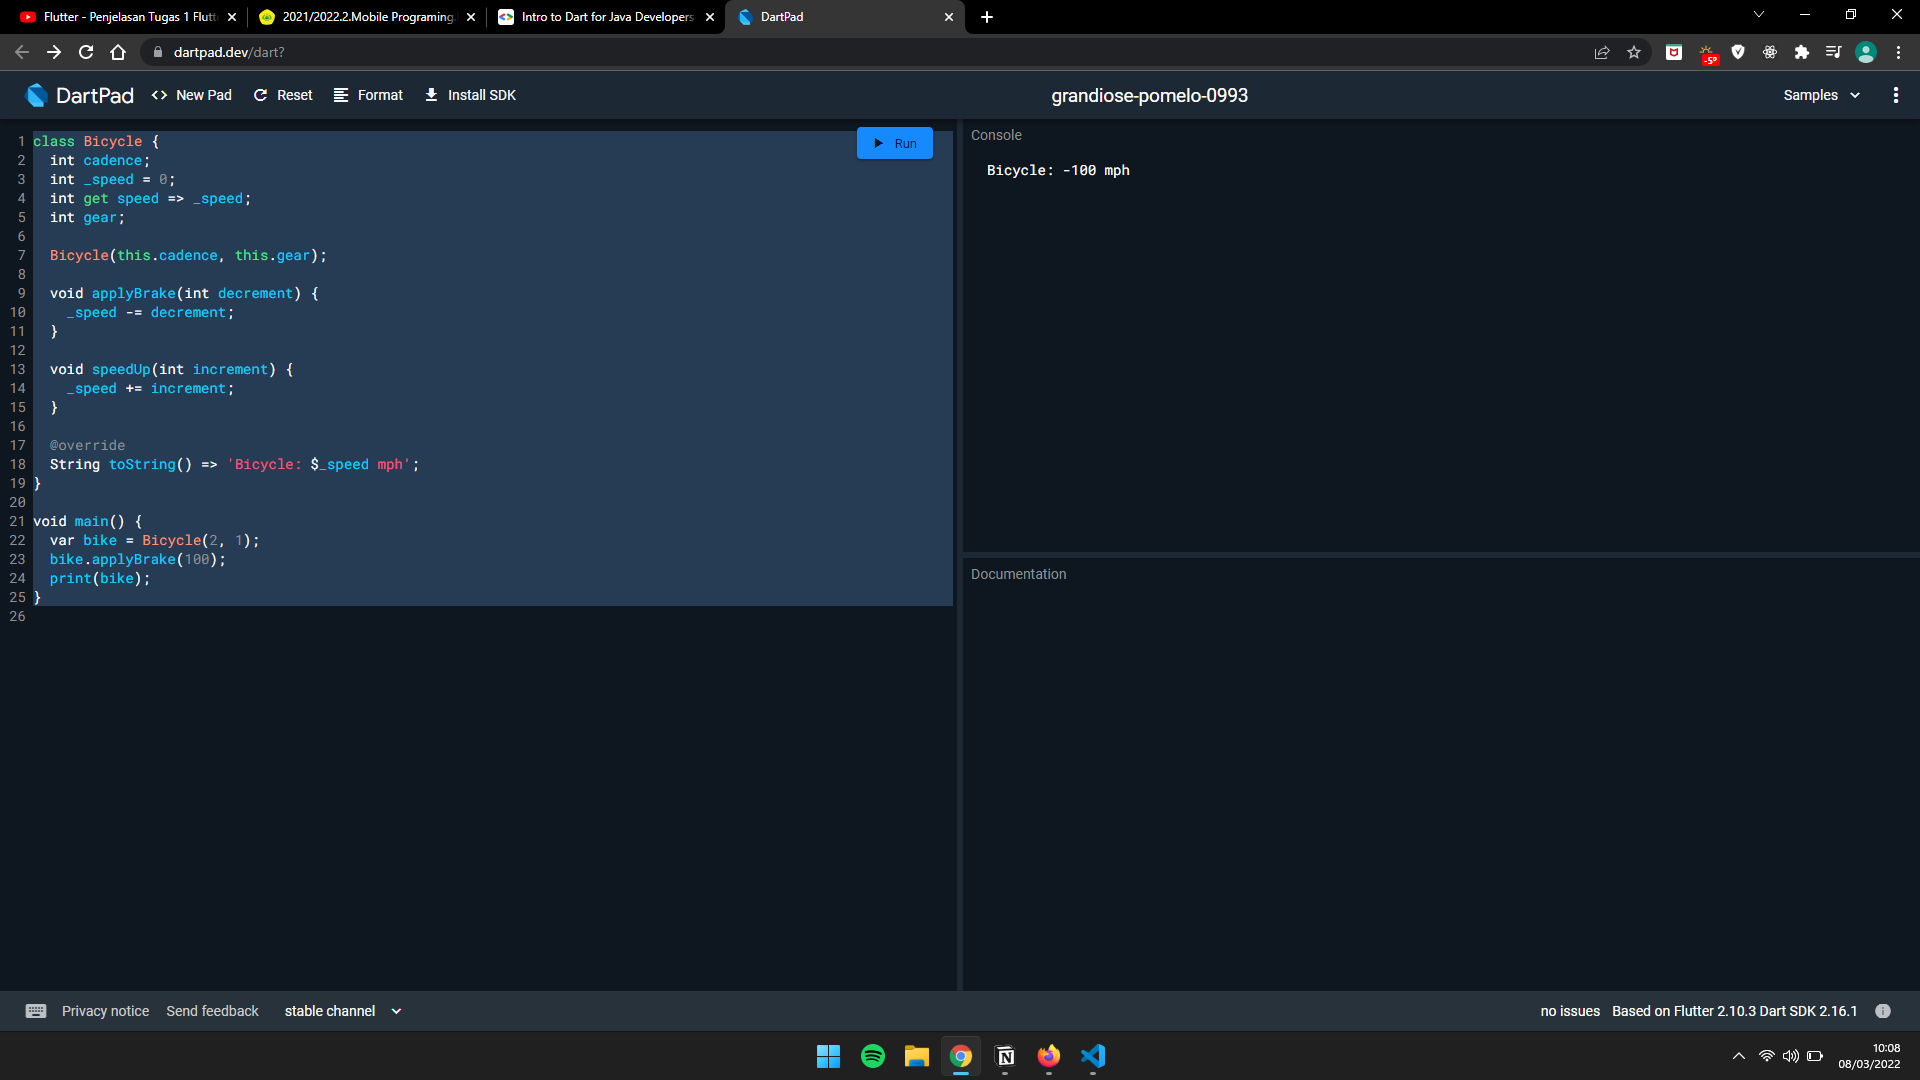 Flutter - Penjelasan Tugas 1 Flutt
2021/2022.2.Mobile Programing.
Intro to Dart for Java Developers
DartPad
dartpad.dev/dart?
-5°
DartPad
<> New Pad
Reset
Format
Install SDK
grandiose-pomelo-0993
Samples
1 class Bicycle {
2   int cadence;
3   int _speed = 0;
4   int get speed => _speed;
5   int gear;
6
7   Bicycle(this.cadence, this.gear);
8
9   void applyBrake(int decrement) {
10     _speed -= decrement;
11   }
12
13   void speedUp(int increment) {
14     _speed += increment;
15   }
16
17   @override
18   String toString() => 'Bicycle: $_speed mph';
19 }
20
21 void main() {
22   var bike = Bicycle(2, 1);
23   bike.applyBrake(100);
24   print(bike);
25 }
26
Run
Console
Bicycle: -100 mph
Documentation
Privacy notice
Send feedback
stable channel
no issues
Based on Flutter 2.10.3 Dart SDK 2.16.1
10:08
08/03/2022